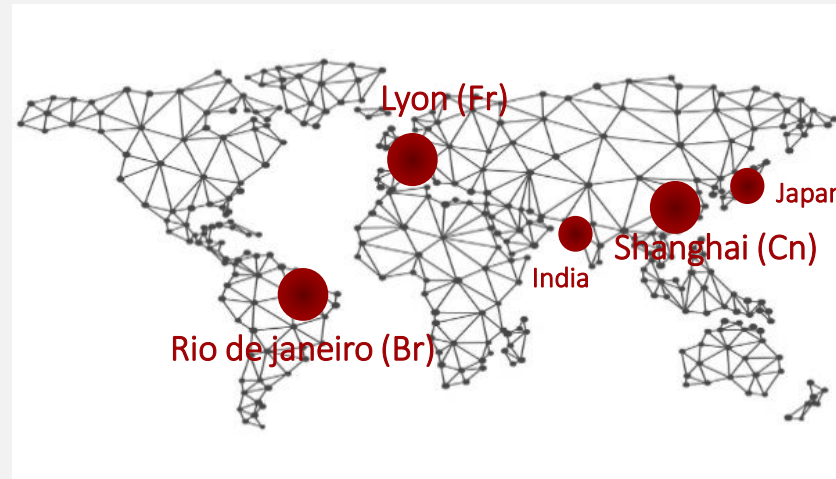 Lyon (Fr)
Japan
Shanghai (Cn)
India
Rio de janeiro (Br)